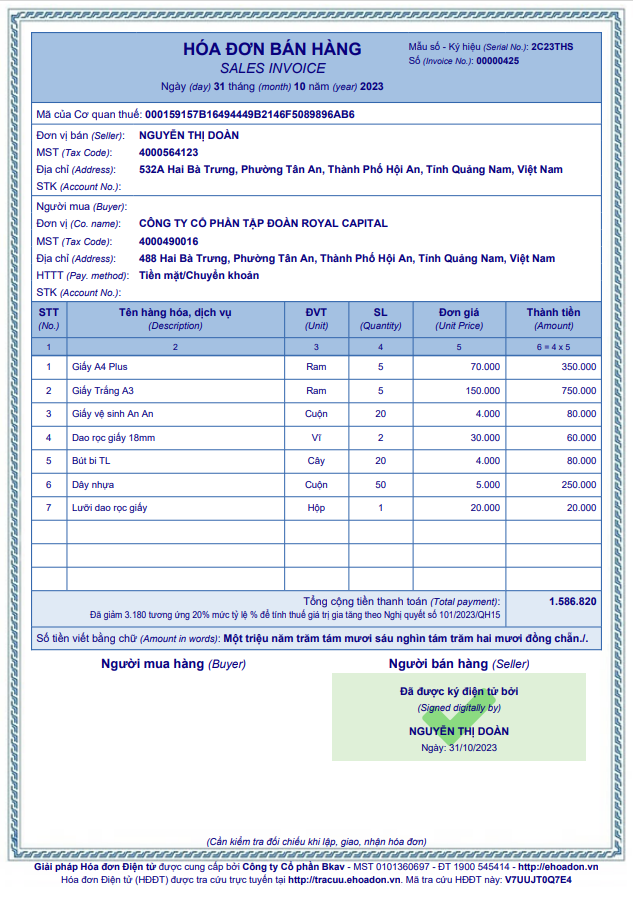 HÓA ĐƠN BÁN HÀNG
SALES INVOICE
Ngày (day) 31 tháng (month) 10 năm (year) 2023
Mẫu số - Ký hiệu (Serial No.): 2C23THS
Số (Invoice No.): 00000425
Mã của Cơ quan thuế: 000159157B16494449B2146F5089896AB6
Đơn vị bán (Seller): NGUYỄN THỊ DOÀN
MST (Tax Code): 4000564123
Địa chỉ (Address): 532A Hai Bà Trưng, Phường Tân An, Thành Phố Hội An, Tỉnh Quảng Nam, Việt Nam
STK (Account No.):
Người mua (Buyer):
Đơn vị (Co. name): CÔNG TY CỔ PHẦN TẬP ĐOÀN ROYAL CAPITAL
MST (Tax Code): 4000490016
Địa chỉ (Address): 488 Hai Bà Trưng, Phường Tân An, Thành Phố Hội An, Tỉnh Quảng Nam, Việt Nam
HTTT (Pay. method): Tiền mặt/Chuyển khoản
STK (Account No.):
STT Tên hàng hóa, dịch vụ ĐVT SL Đơn giá Thành tiền
(No.) (Description) (Unit) (Quantity) (Unit Price) (Amount)
1 2 3 4 5 6 = 4 x 5
1 Giấy A4 Plus Ram 5 70.000 350.000
2 Giấy Trắng A3 Ram 5 150.000 750.000
3 Giấy vệ sinh An An Cuộn 20 4.000 80.000
4 Dao rọc giấy 18mm Vĩ 2 30.000 60.000
5 Bút bi TL Cây 20 4.000 80.000
6 Dây nhựa Cuộn 50 5.000 250.000
7 Lưỡi dao rọc giấy Hộp 1 20.000 20.000
Tổng cộng tiền thanh toán (Total payment): 1.586.820
Đã giảm 3.180 tương ứng 20% mức tỷ lệ % để tính thuế giá trị gia tăng theo Nghị quyết số 101/2023/QH15
Số tiền viết bằng chữ (Amount in words): Một triệu năm trăm tám mươi sáu nghìn tám trăm hai mươi đồng chẵn./.
Người mua hàng (Buyer) Người bán hàng (Seller)
Đã được ký điện tử bởi
(Signed digitally by)
NGUYỄN THỊ DOÀN
Ngày: 31/10/2023
(Cần kiểm tra đối chiếu khi lập, giao, nhận hóa đơn)
Giải pháp Hóa đơn Điện tử được cung cấp bởi Công ty Cổ phần Bkav - MST 0101360697 - ĐT 1900 545414 - http://ehoadon.vn
Hóa đơn Điện tử (HĐĐT) được tra cứu trực tuyến tại http://tracuu.ehoadon.vn. Mã tra cứu HĐĐT này: V7UUJT0Q7E4